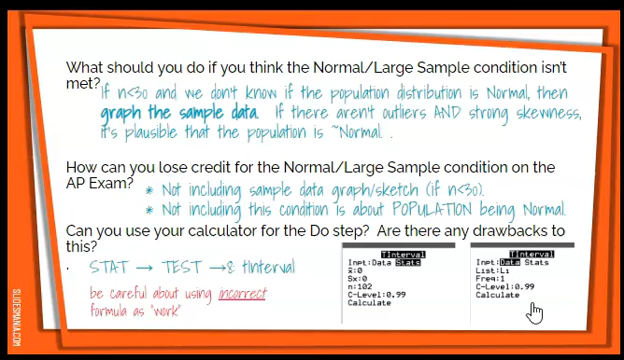 What should you do if you think the Normal/Large Sample condition isn't
met?
If n<30 and we don't know if the population distribution is Normal, then
graph the sample data. If there aren't outliers AND strong skewness,
it's plausible that the population is ~Normal.
How can you lose credit for the Normal/Large Sample condition on the
AP Exam?
* Not including sample data graph/sketch (if n<30).
* Not including this condition is about POPULATION being Normal.
Can you use your calculator for the Do step? Are there any drawbacks to
this?
. STAT → TEST → 8: tInterval
be careful about using incorrect
formula as "work"
TInterval
Inpt:Data Stats
x̄:0
Sx:0
n:102
C-Level:0.99
Calculate
TInterval
Inpt:Data Stats
List:L1
Freq:1
C-Level:0.99
Calculate
SLIDESMANIA.COM